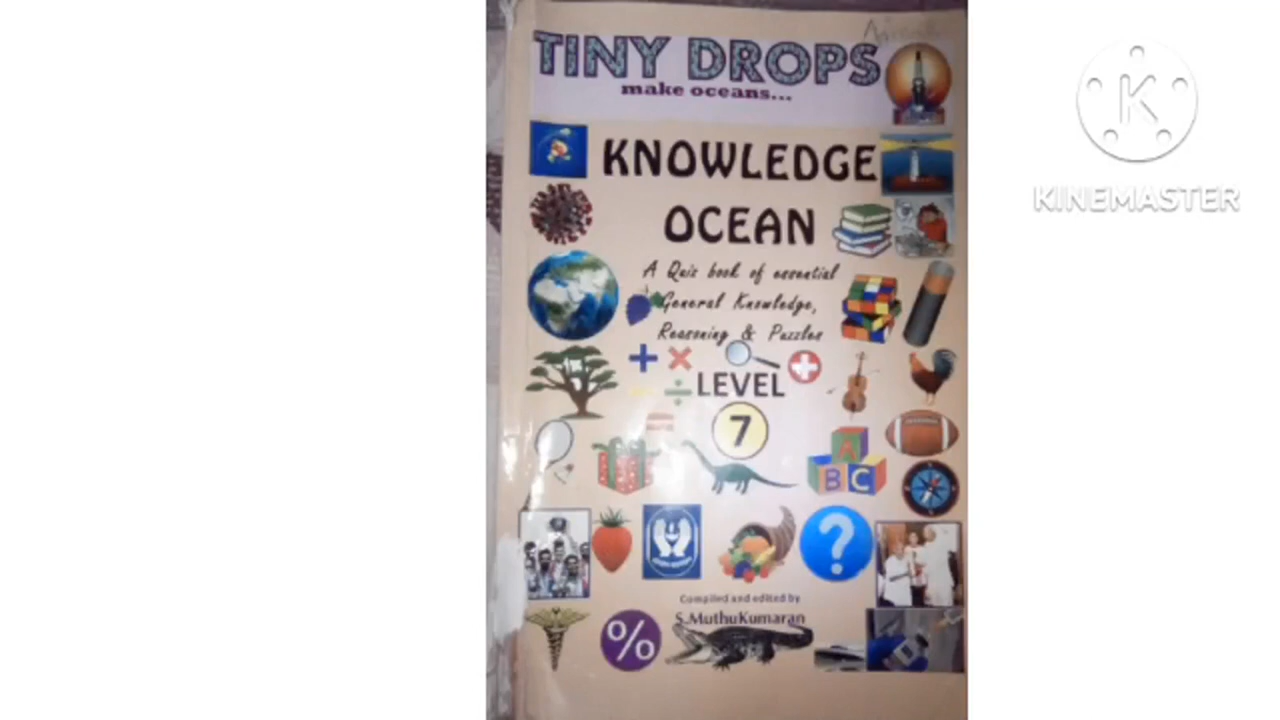 TINY DROPS
make oceans...
KNOWLEDGE
OCEAN
A Quiz book of essential
General Knowledge,
Reasoning & Puzzles
LEVEL
7
A
B C
?
Compiled and edited by
S.MuthuKumaran
%
K
KINEMASTER